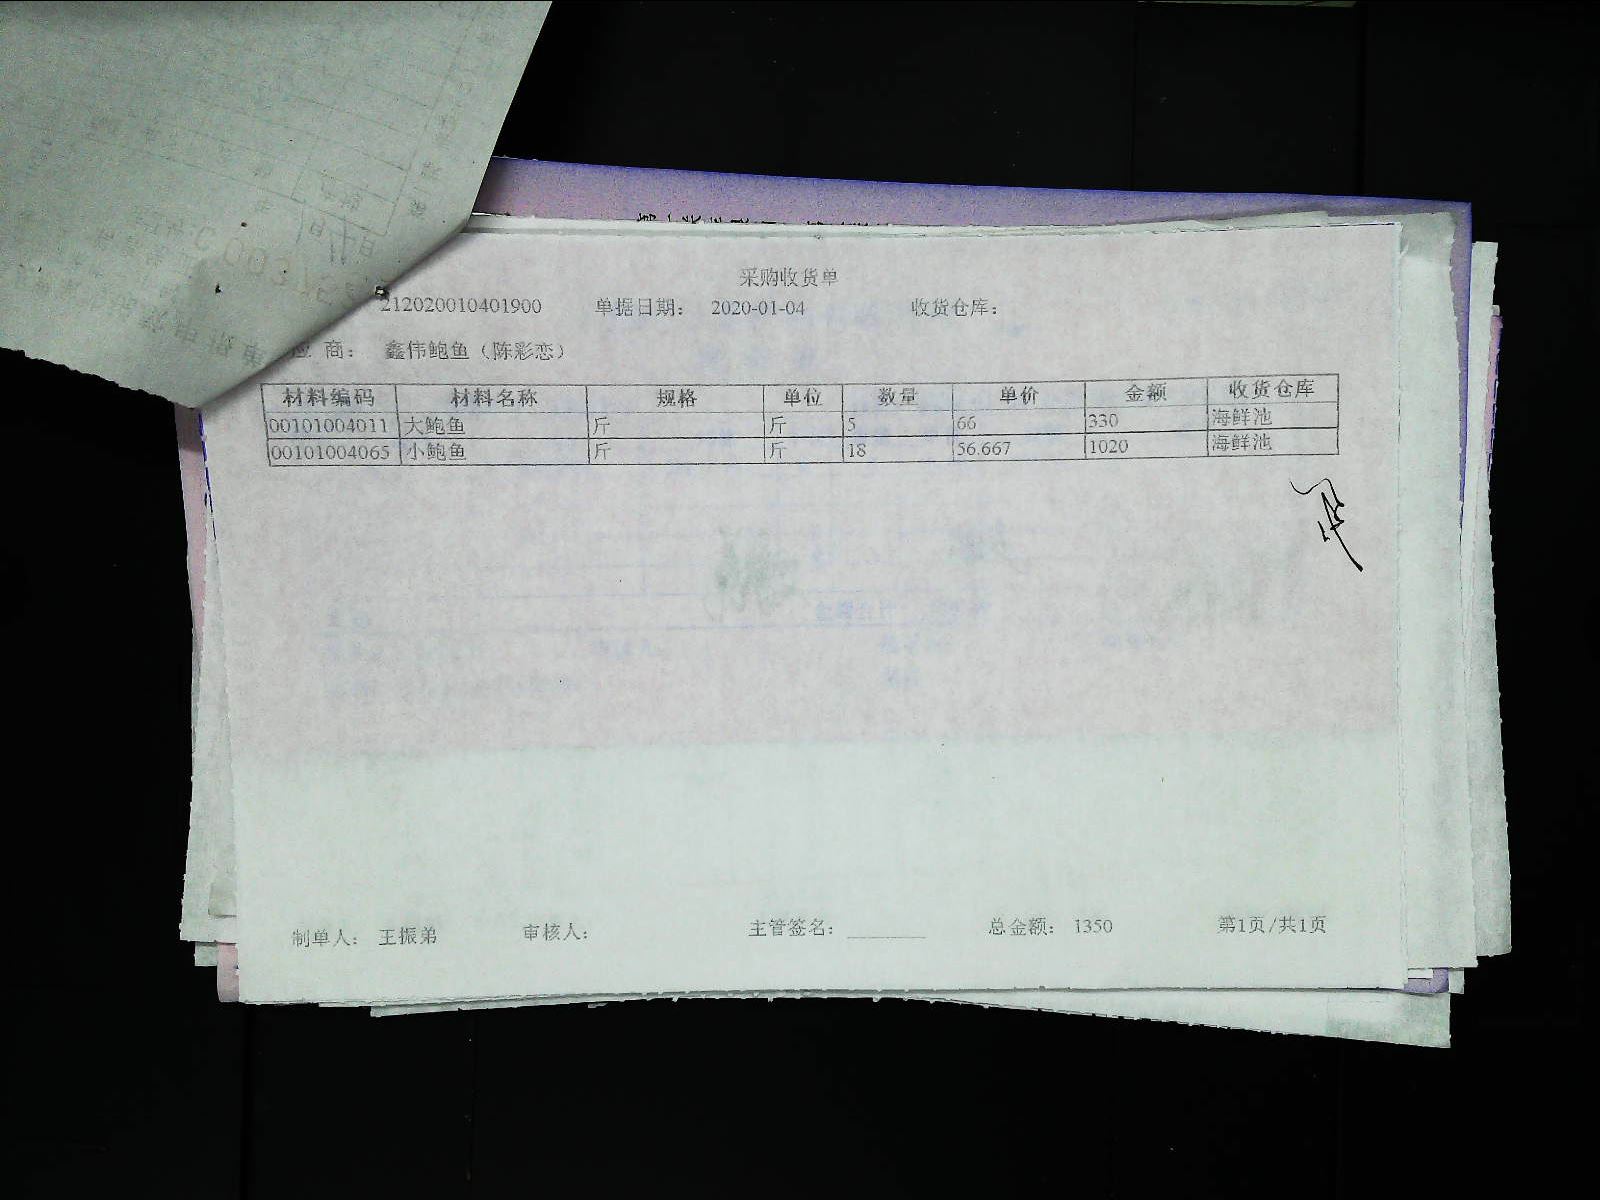 采购收货单
212020010401900 单据日期： 2020-01-04 收货仓库：
应 商： 鑫伟鲍鱼（陈彩恋）
材料编码 材料名称 规格 单位 数量 单价 金额 收货仓库
00101004011 大鲍鱼 斤 斤 5 66 330 海鲜池
00101004065 小鲍鱼 斤 斤 18 56.667 1020 海鲜池
制单人： 王振弟 审核人： 主管签名： 总金额： 1350 第1页/共1页